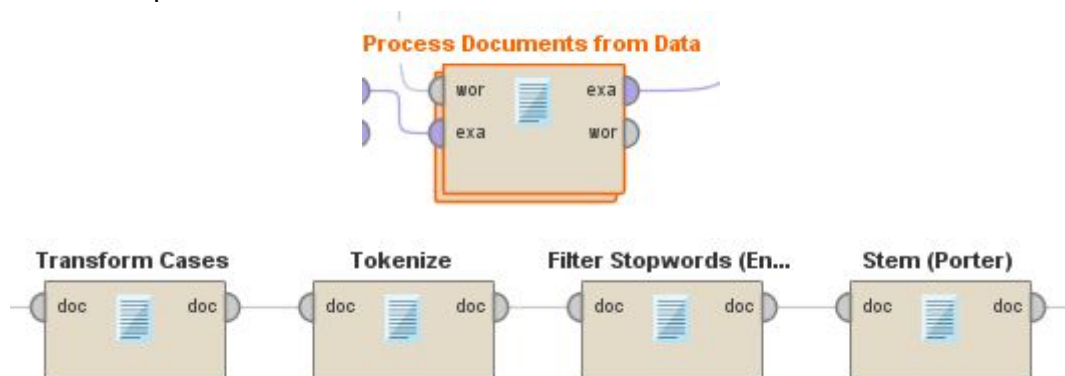 Process Documents from Data
wor exa
exa wor
Transform Cases Tokenize Filter Stopwords (En... Stem (Porter)
doc doc doc doc doc doc doc doc